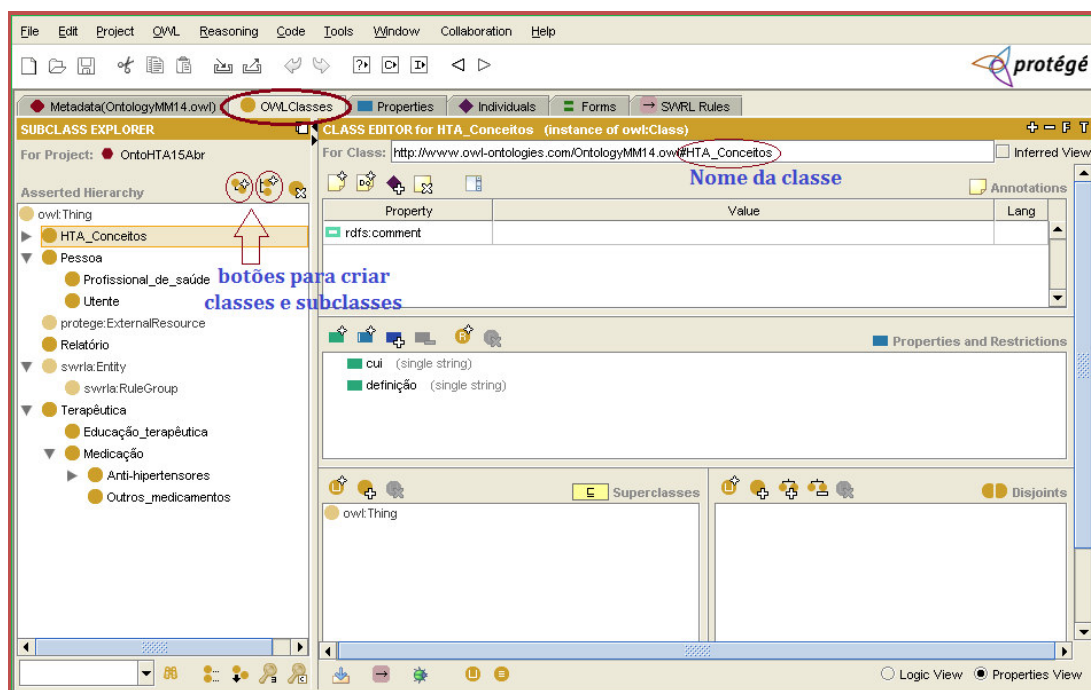 File Edit Project OWL Reasoning Code Tools Window Collaboration Help
protégé
Metadata(OntologyMM14.owl) OWLClasses Properties Individuals Forms SWRL Rules
SUBCLASS EXPLORER
For Project: OntoHTA15Abr
Asserted Hierarchy
owl:Thing
HTA_Conceitos
Pessoa
Profissional_de_saúde
Utente
protege:ExternalResource
Relatório
swrla:Entity
swrla:RuleGroup
Terapêutica
Educação_terapêutica
Medicação
Anti-hipertensores
Outros_medicamentos
botões para criar
classes e subclasses
CLASS EDITOR for HTA_Conceitos (instance of owl:Class)
For Class: http://www.owl-ontologies.com/OntologyMM14.owl#HTA_Conceitos Inferred View
Nome da classe
Annotations
Property Value Lang
rdfs:comment
Properties and Restrictions
cui (single string)
definição (single string)
Superclasses
owl:Thing
Disjoints
Logic View Properties View